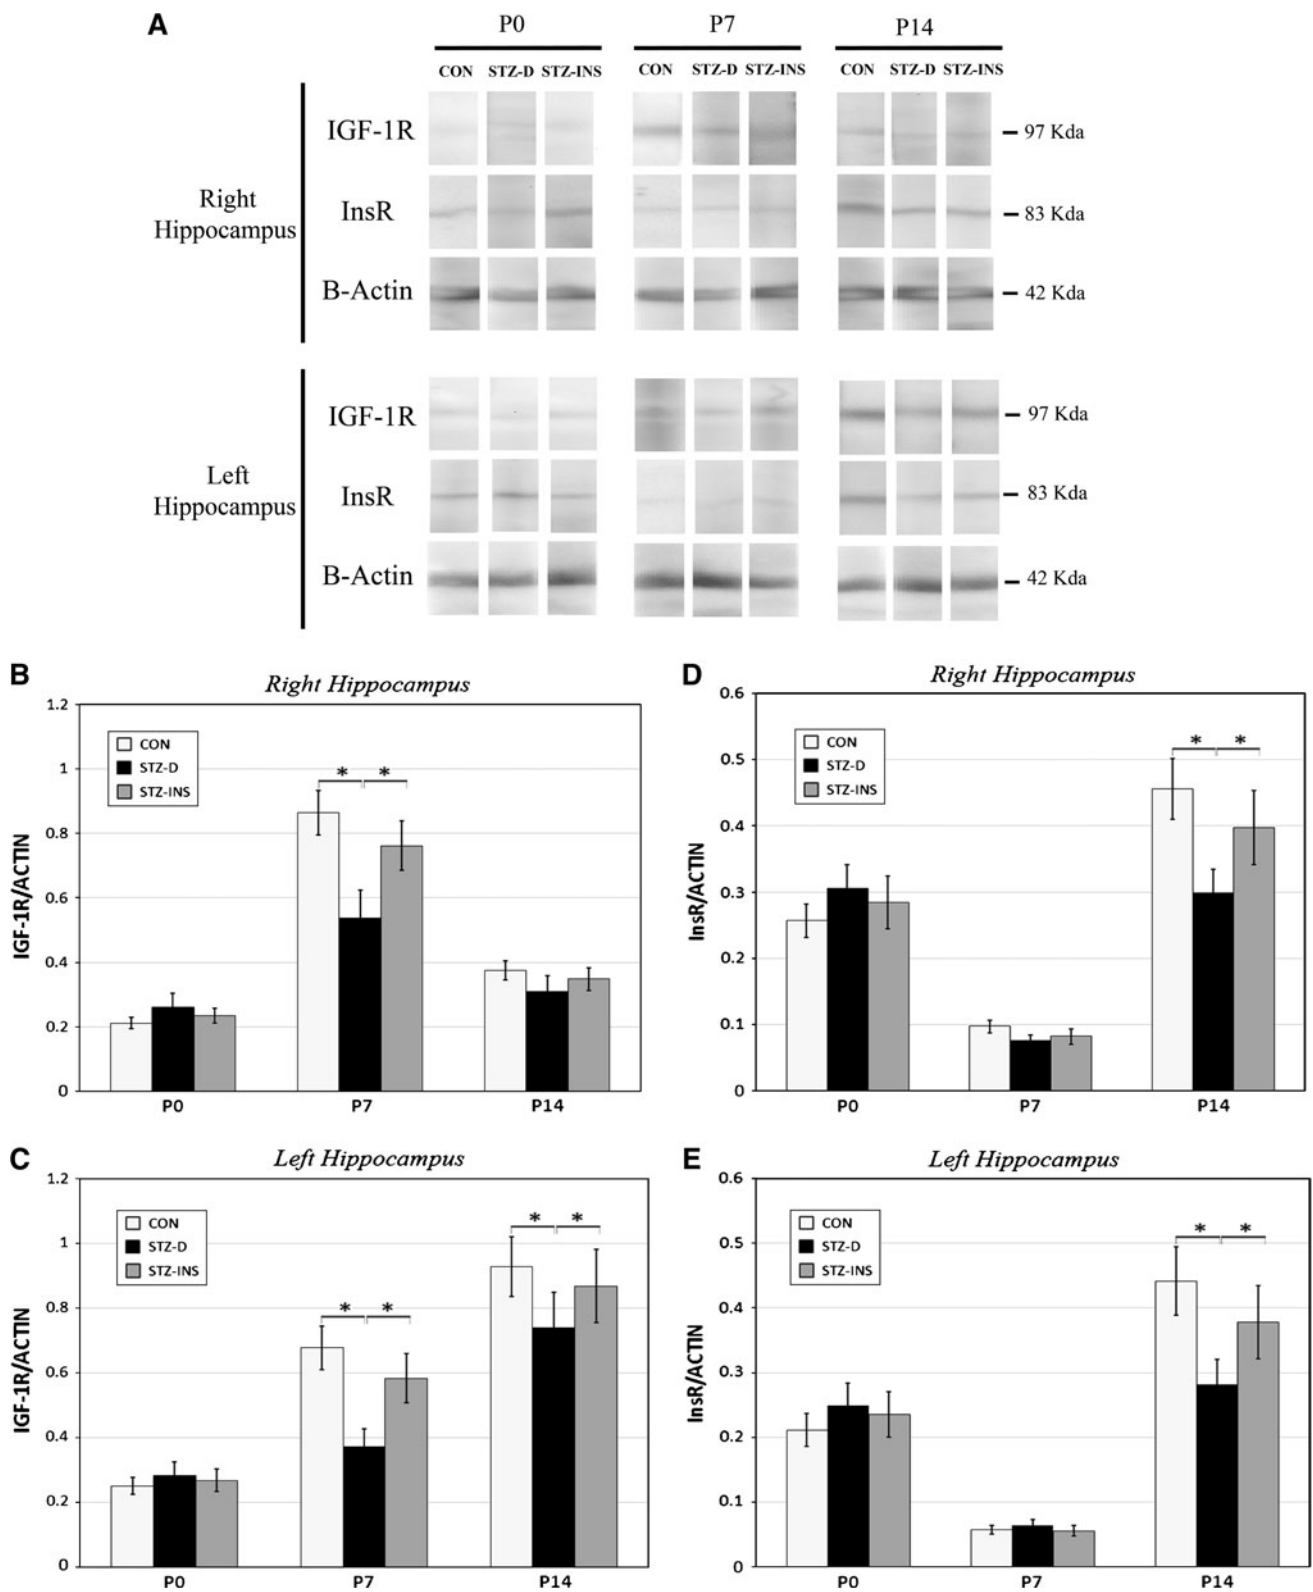 A
P0 P7 P14
CON STZ-D STZ-INS CON STZ-D STZ-INS CON STZ-D STZ-INS
Right
Hippocampus
IGF-1R
97 Kda
InsR
83 Kda
B-Actin
42 Kda
Left
Hippocampus
IGF-1R
97 Kda
InsR
83 Kda
B-Actin
42 Kda
B
Right Hippocampus
IGF-1R/ACTIN
1.2
1
0.8
0.6
0.4
0.2
0
CON
STZ-D
STZ-INS
* *
P0 P7 P14
D
Right Hippocampus
InsR/ACTIN
0.6
0.5
0.4
0.3
0.2
0.1
0
CON
STZ-D
STZ-INS
* *
P0 P7 P14
C
Left Hippocampus
IGF-1R/ACTIN
1.2
1
0.8
0.6
0.4
0.2
0
CON
STZ-D
STZ-INS
* *
* *
P0 P7 P14
E
Left Hippocampus
InsR/ACTIN
0.6
0.5
0.4
0.3
0.2
0.1
0
CON
STZ-D
STZ-INS
* *
P0 P7 P14